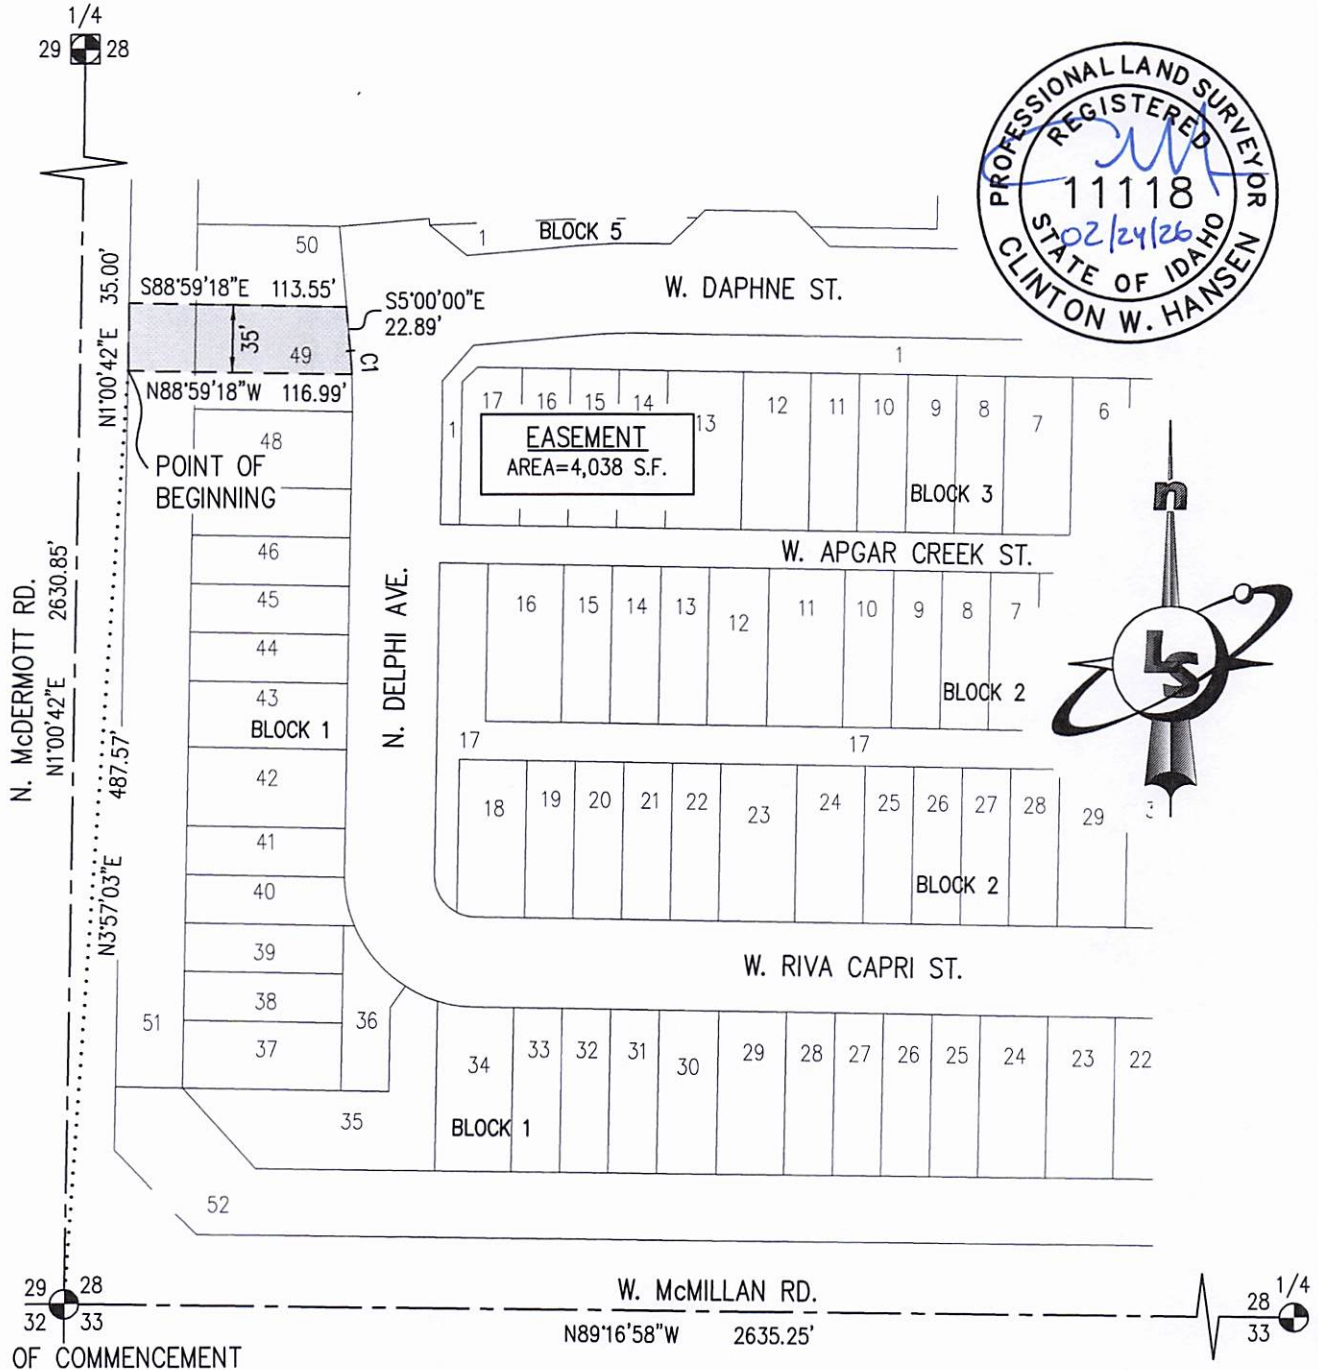 1/4
29 28
PROFESSIONAL LAND SURVEYOR
REGISTERED
11118
02/24/26
STATE OF IDAHO
CLINTON W. HANSEN
50
1
BLOCK 5
W. DAPHNE ST.
S88°59'18"E 113.55'
S5°00'00"E
22.89'
N1°00'42"E 35.00'
35'
49
C1
N88°59'18"W 116.99'
1
17 16 15 14 13 12 11 10 9 8 7 6
1
EASEMENT
AREA=4,038 S.F.
BLOCK 3
48
POINT OF
BEGINNING
n
W. APGAR CREEK ST.
46
45
44
43
BLOCK 1
42
41
40
39
38
37
36
51
35
N. McDERMOTT RD.
N1°00'42"E 2630.85'
N3°57'03"E 487.57'
N. DELPHI AVE.
16 15 14 13 12 11 10 9 8 7
BLOCK 2
LS
17 17
18 19 20 21 22 23 24 25 26 27 28 29
BLOCK 2
W. RIVA CAPRI ST.
34 33 32 31 30 29 28 27 26 25 24 23 22
BLOCK 1
52
29 28
32 33
W. McMILLAN RD.
N89°16'58"W 2635.25'
1/4
28
33
OF COMMENCEMENT